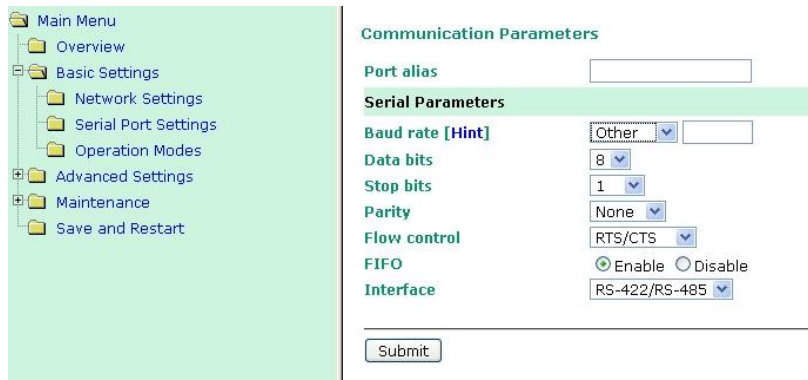 Main Menu
Overview
Basic Settings
Network Settings
Serial Port Settings
Operation Modes
Advanced Settings
Maintenance
Save and Restart
Communication Parameters
Port alias
Serial Parameters
Baud rate [Hint] Other
Data bits 8
Stop bits 1
Parity None
Flow control RTS/CTS
FIFO Enable Disable
Interface RS-422/RS-485
Submit